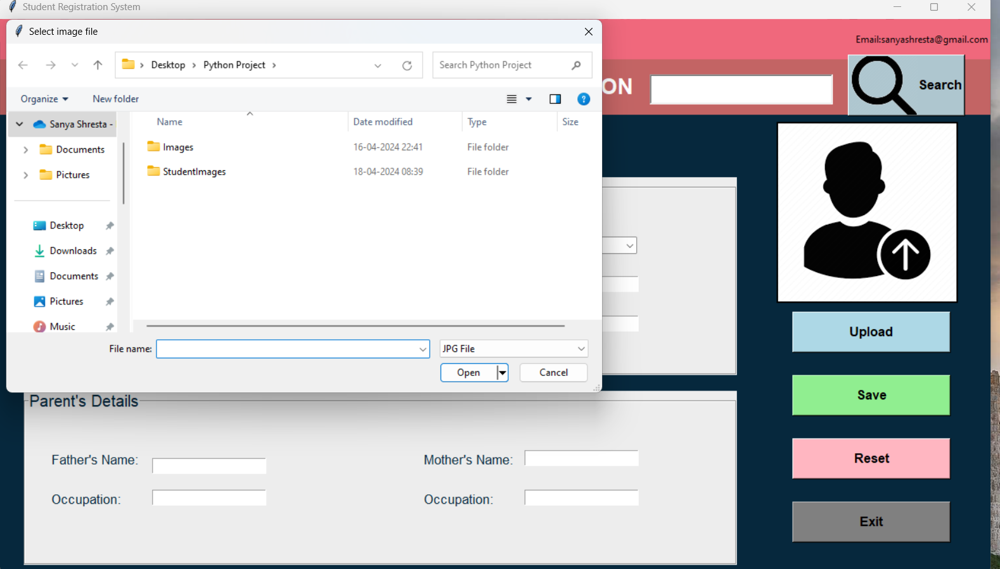 Student Registration System
Select image file
Email:sanyashresta@gmail.com
Desktop > Python Project >
Search Python Project
ON
Search
Organize
New folder
?
Sanya Shresta -
Name
Date modified
Type
Size
Documents
Images
16-04-2024 22:41
File folder
Pictures
StudentImages
18-04-2024 08:39
File folder
Desktop
Downloads
Documents
Pictures
Music
File name:
JPG File
Open
Cancel
Upload
Save
Reset
Exit
Parent's Details
Father's Name:
Mother's Name:
Occupation:
Occupation: